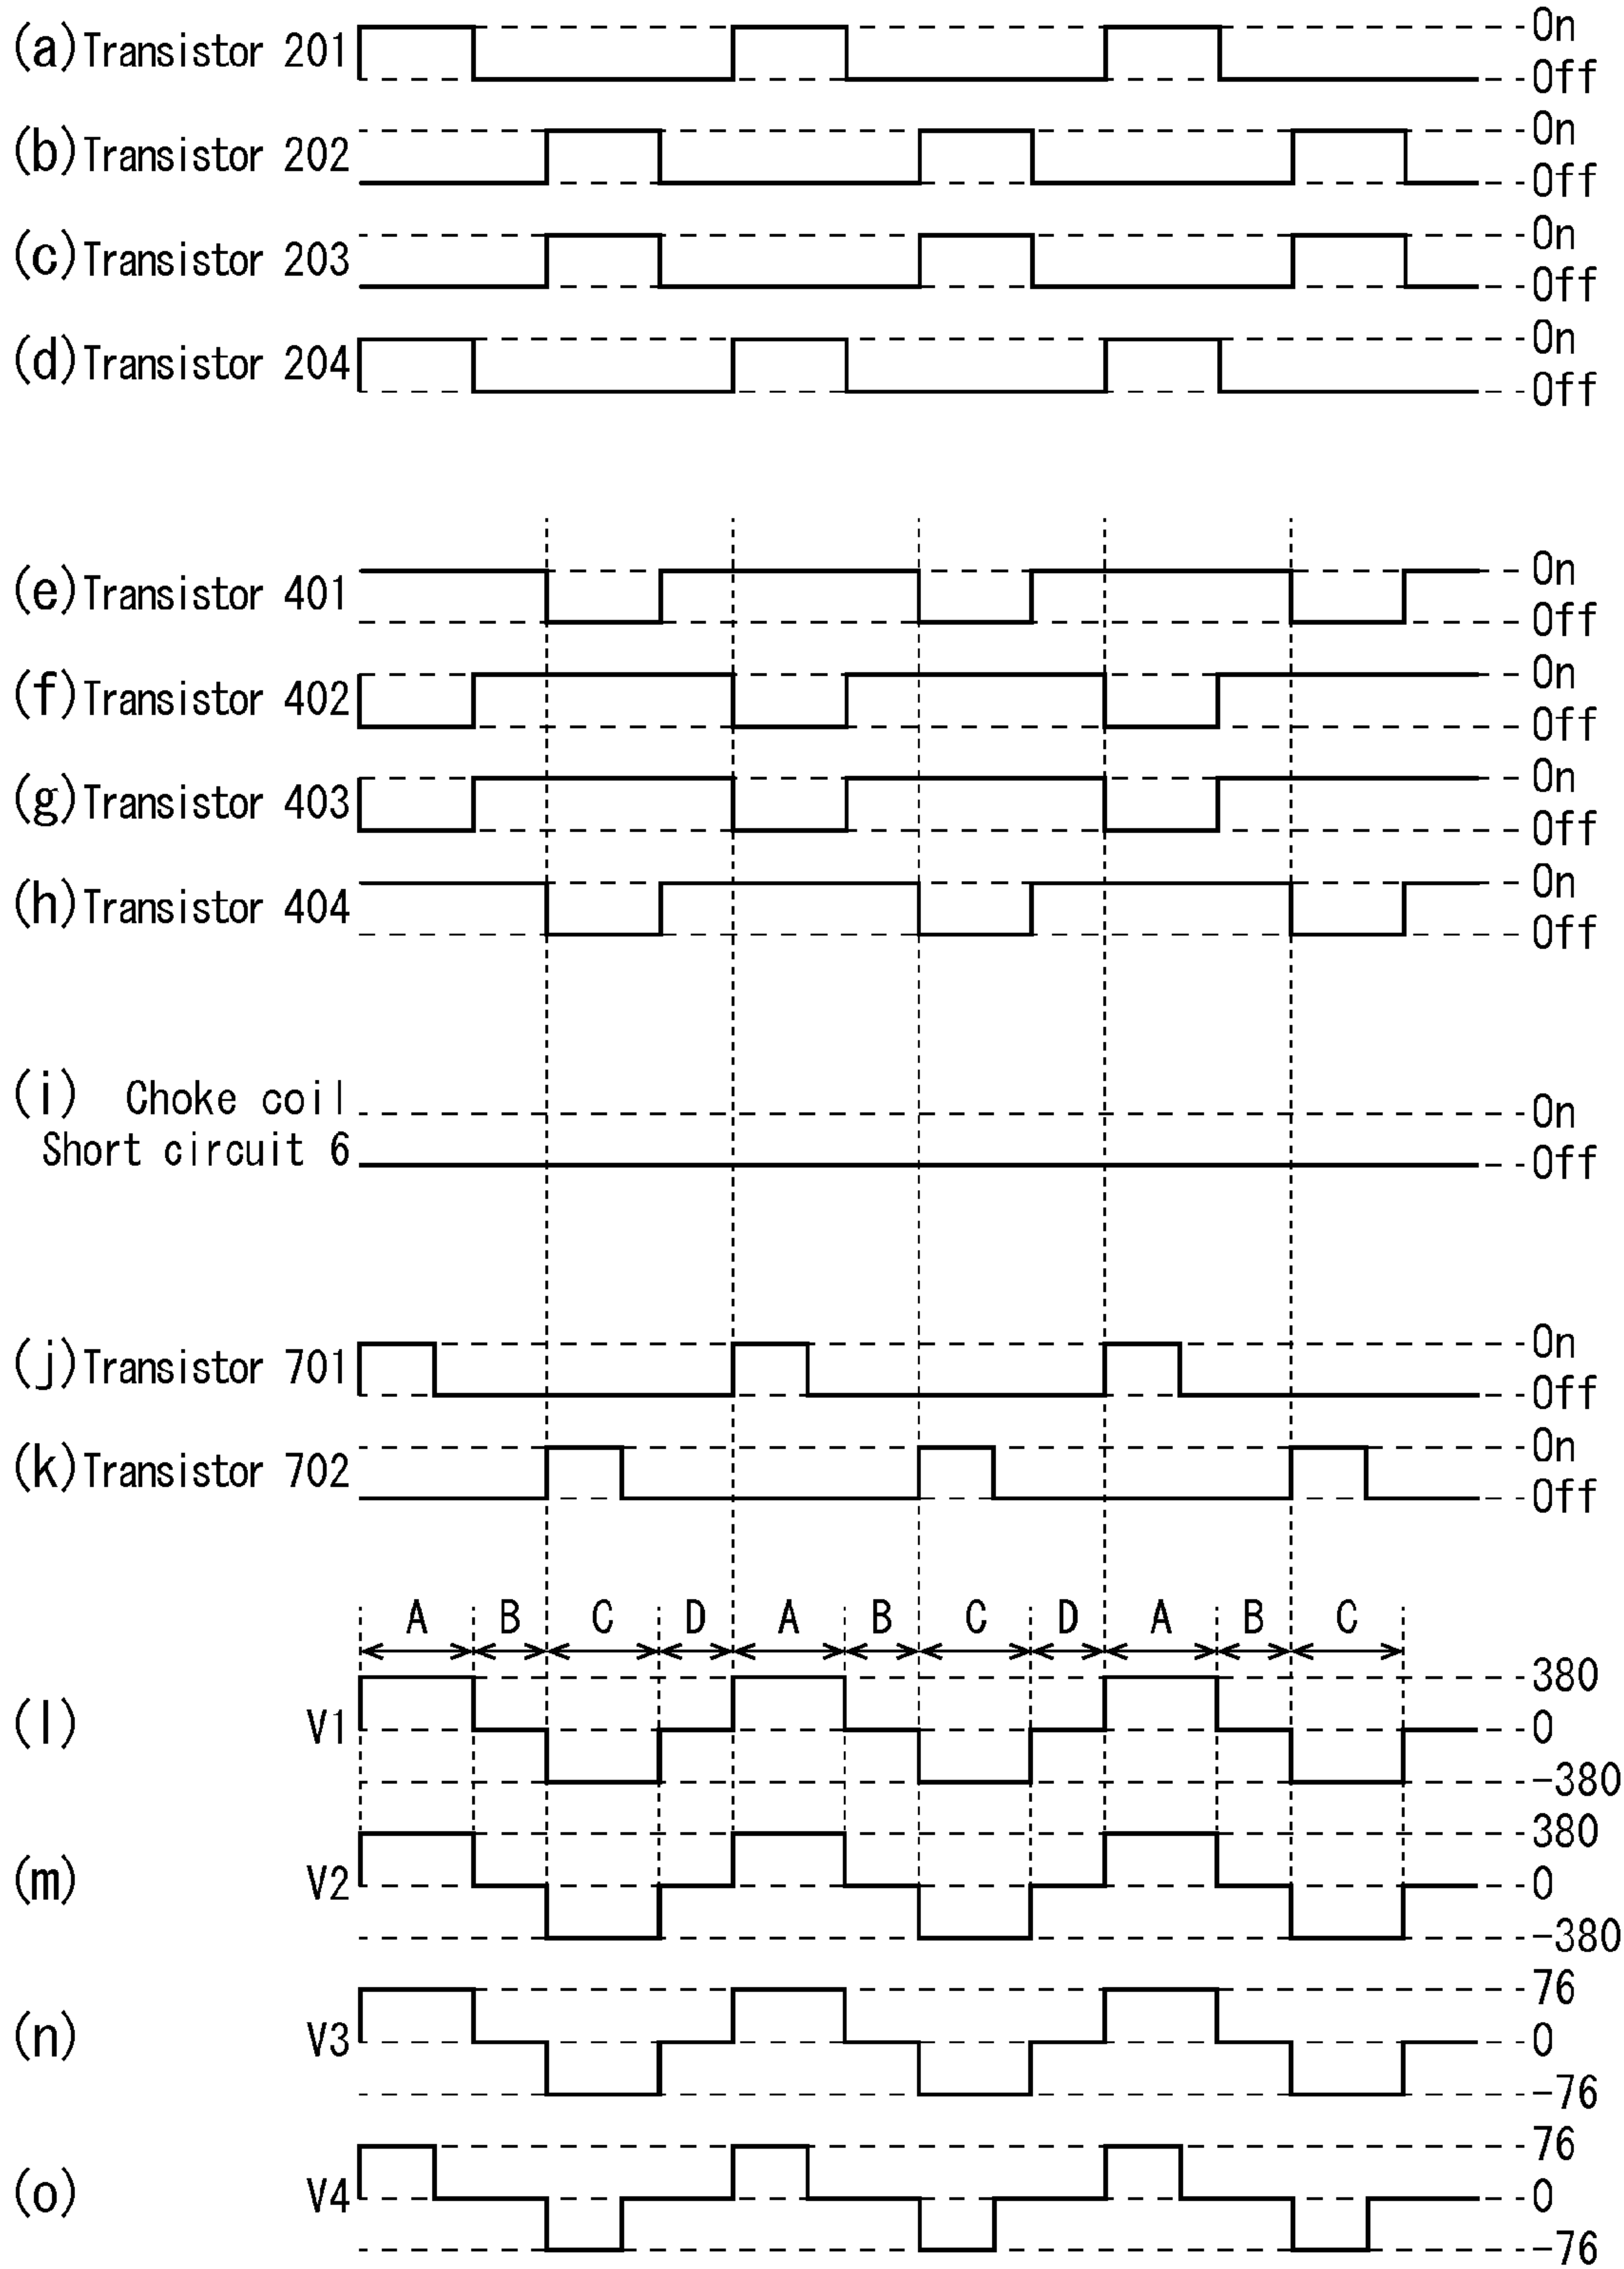 (a) Transistor 201 On
Off
(b) Transistor 202 On
Off
(c) Transistor 203 On
Off
(d) Transistor 204 On
Off
(e) Transistor 401 On
Off
(f) Transistor 402 On
Off
(g) Transistor 403 On
Off
(h) Transistor 404 On
Off
(i) Choke coil On
Short circuit 6 Off
(j) Transistor 701 On
Off
(k) Transistor 702 On
Off
A B C D A B C D A B C
380
(l) V1 0
-380
380
(m) V2 0
-380
76
(n) V3 0
-76
76
(o) V4 0
-76